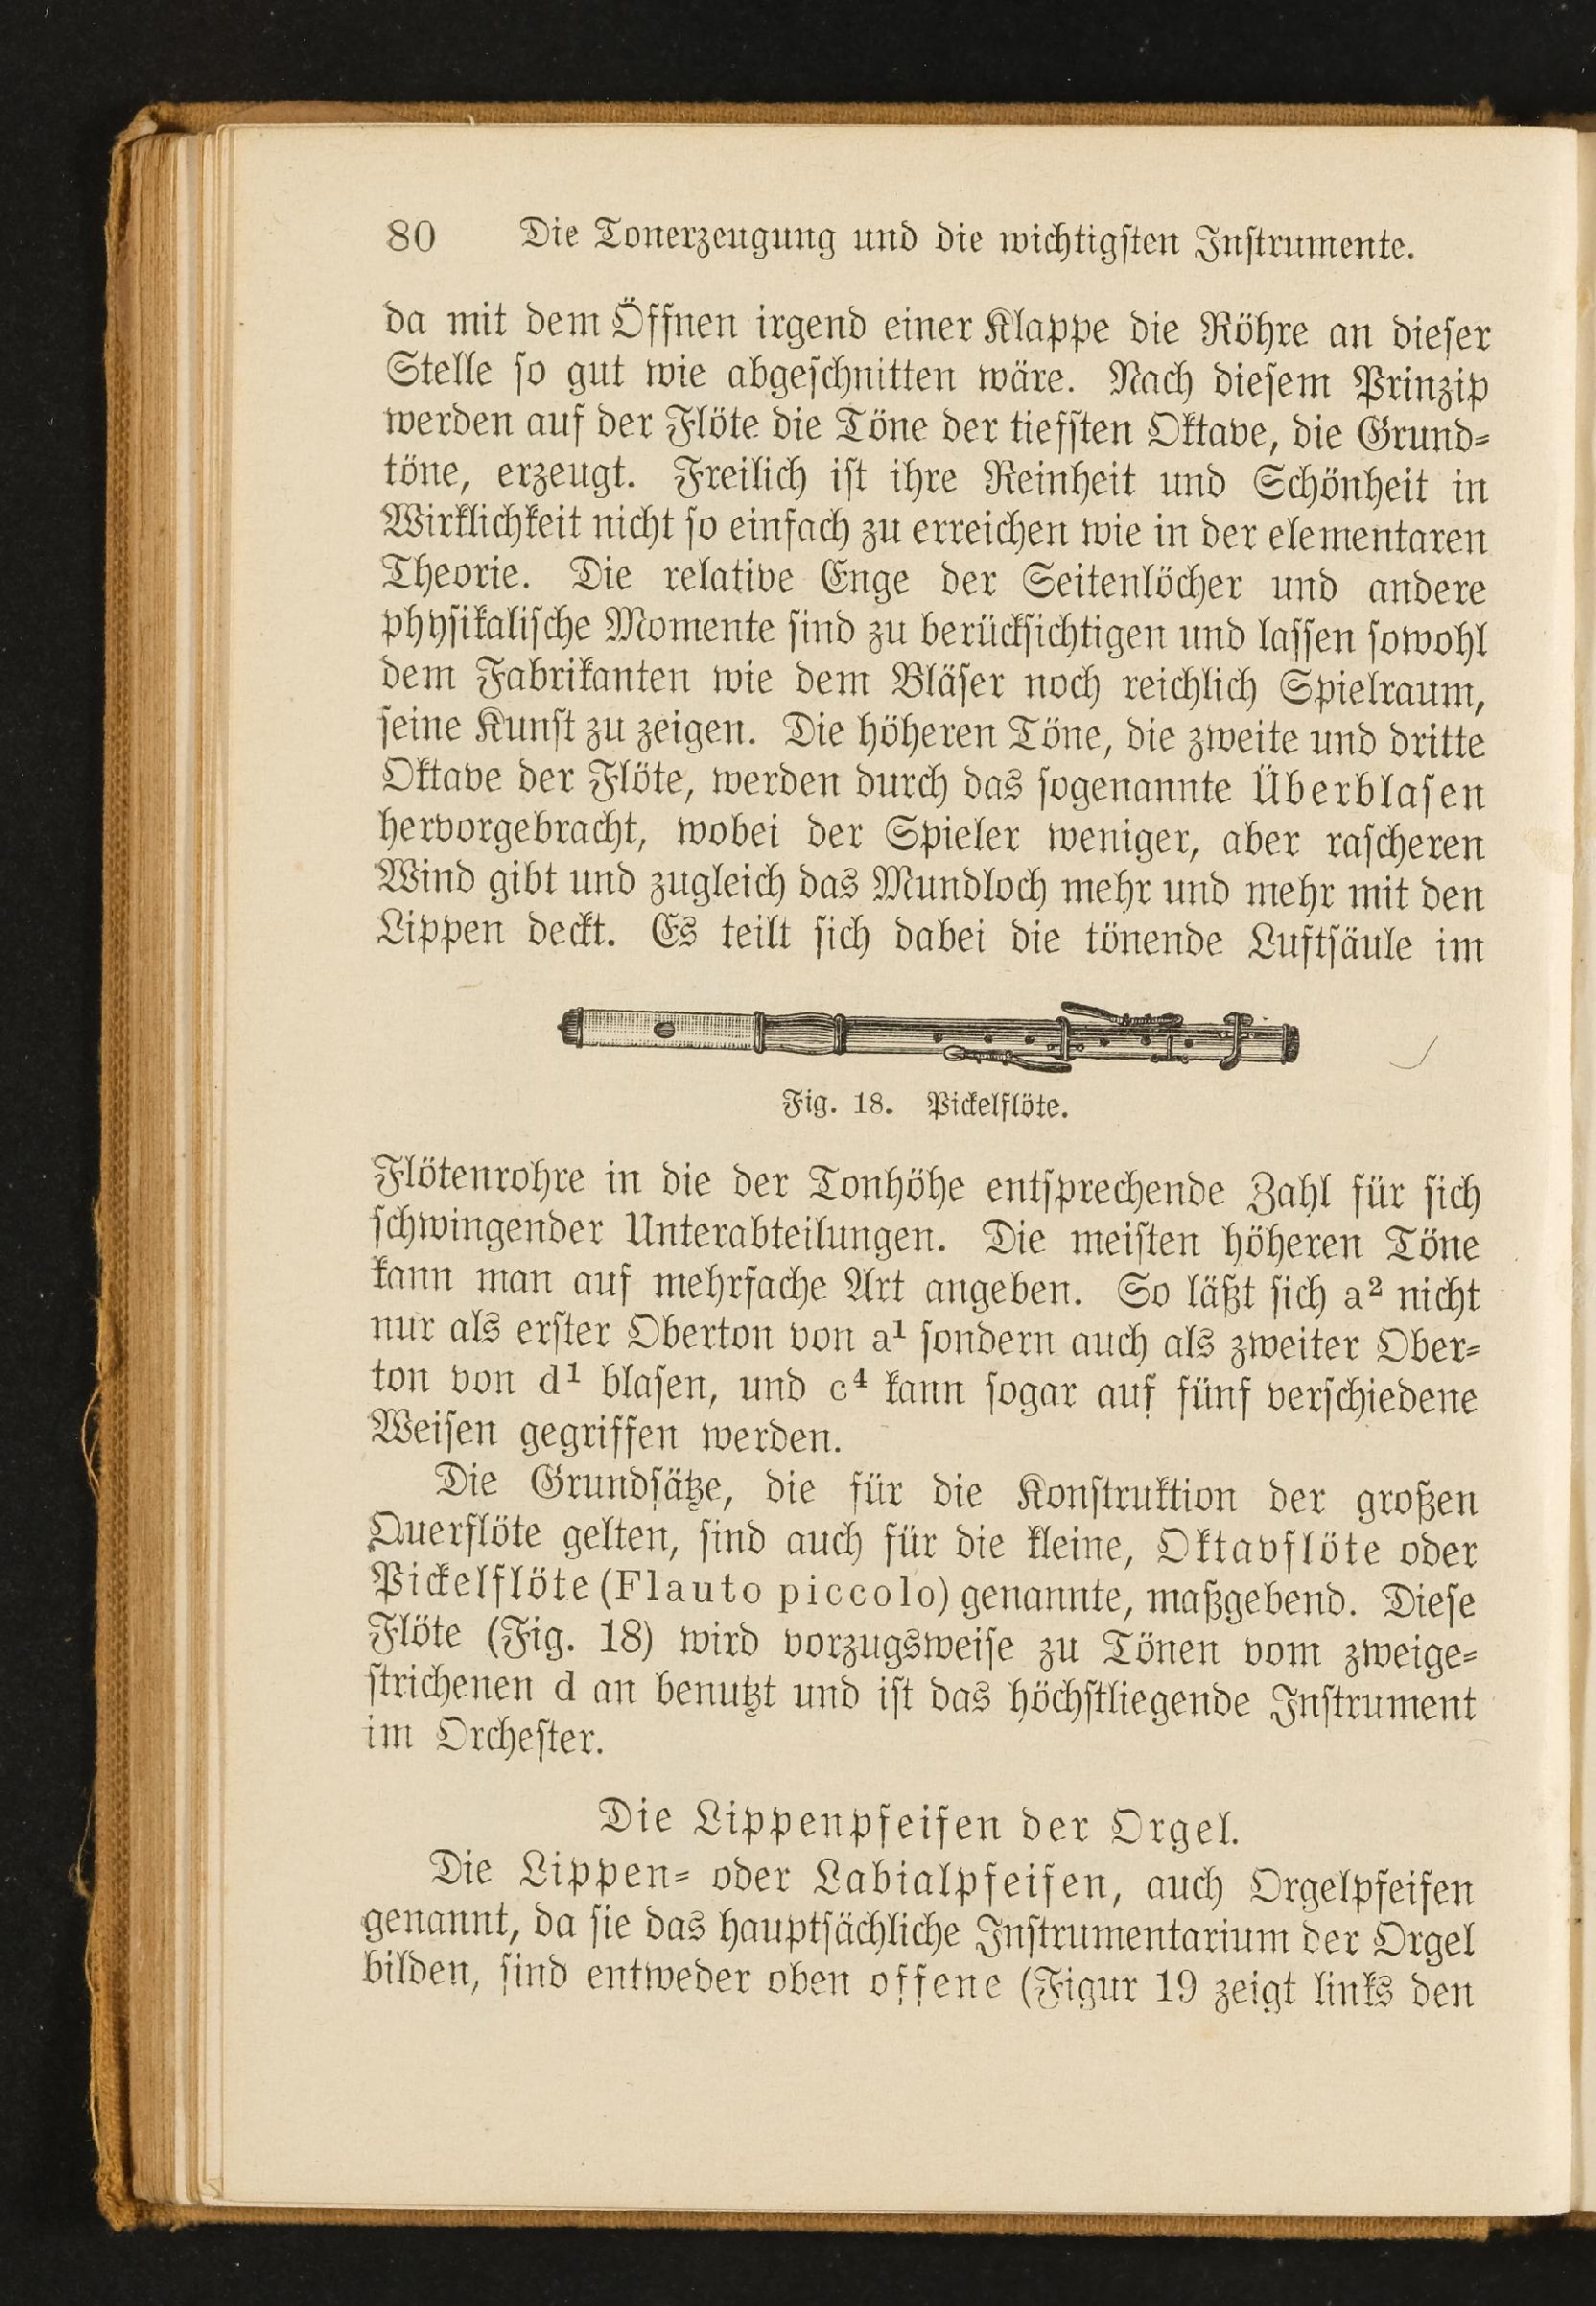 80 Die Tonerzeugung und die wichtigſten Inſtrumente.
da mit dem Öffnen irgend einer Klappe die Röhre an dieſer
Stelle ſo gut wie abgeſchnitten wäre. Nach dieſem Prinzip
werden auf der Flöte die Töne der tiefſten Oktave, die Grund⸗
töne, erzeugt. Freilich iſt ihre Reinheit und Schönheit in
Wirklichkeit nicht ſo einfach zu erreichen wie in der elementaren
Theorie. Die relative Enge der Seitenlöcher und andere
phyſikaliſche Momente ſind zu berückſichtigen und laſſen ſowohl
dem Fabrikanten wie dem Bläſer noch reichlich Spielraum,
ſeine Kunſt zu zeigen. Die höheren Töne, die zweite und dritte
Oktave der Flöte, werden durch das ſogenannte Überblaſen
hervorgebracht, wobei der Spieler weniger, aber raſcheren
Wind gibt und zugleich das Mundloch mehr und mehr mit den
Lippen deckt. Es teilt ſich dabei die tönende Luftſäule im
Fig. 18. Pickelflöte.
Flötenrohre in die der Tonhöhe entſprechende Zahl für ſich
ſchwingender Unterabteilungen. Die meiſten höheren Töne
kann man auf mehrfache Art angeben. So läßt ſich a² nicht
nur als erſter Oberton von a¹ ſondern auch als zweiter Ober⸗
ton von d¹ blaſen, und c⁴ kann ſogar auf fünf verſchiedene
Weiſen gegriffen werden.
Die Grundſätze, die für die Konſtruktion der großen
Querflöte gelten, ſind auch für die kleine, Oktavflöte oder
Pickelflöte (Flauto piccolo) genannte, maßgebend. Dieſe
Flöte (Fig. 18) wird vorzugsweiſe zu Tönen vom zweige⸗
ſtrichenen d an benutzt und iſt das höchſtliegende Inſtrument
im Orcheſter.
Die Lippenpfeifen der Orgel.
Die Lippen⸗ oder Labialpfeifen, auch Orgelpfeifen
genannt, da ſie das hauptſächliche Inſtrumentarium der Orgel
bilden, ſind entweder oben offene (Figur 19 zeigt links den